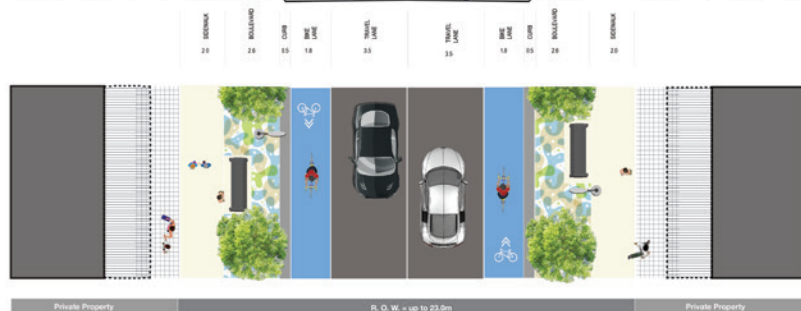 SIDEWALK
2.0
BOULEVARD
2.8
CURB
0.5
BIKE
LANE
1.8
TRAVEL
LANE
3.5
TRAVEL
LANE
3.5
BIKE
LANE
1.8
CURB
0.5
BOULEVARD
2.8
SIDEWALK
2.0
Private Property
R. O. W. = up to 23.0m
Private Property